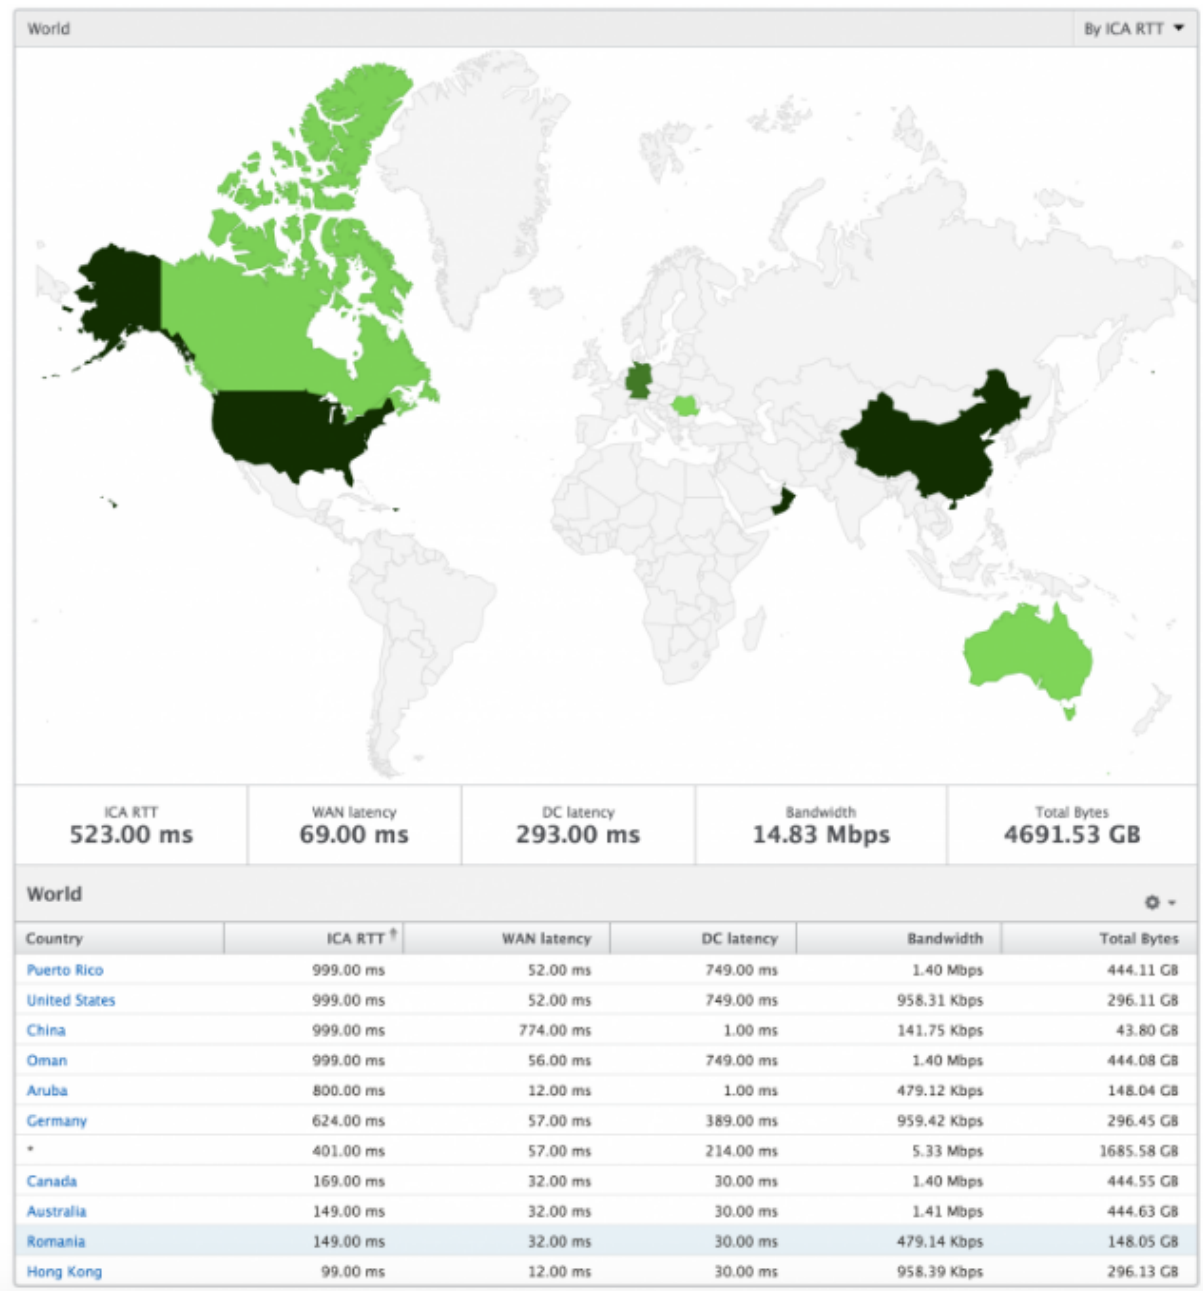 World By ICA RTT
ICA RTT WAN latency DC latency Bandwidth Total Bytes
523.00 ms 69.00 ms 293.00 ms 14.83 Mbps 4691.53 GB
World
Country ICA RTT WAN latency DC latency Bandwidth Total Bytes
Puerto Rico 999.00 ms 52.00 ms 749.00 ms 1.40 Mbps 444.11 GB
United States 999.00 ms 52.00 ms 749.00 ms 958.31 Kbps 296.11 GB
China 999.00 ms 774.00 ms 1.00 ms 141.75 Kbps 43.80 GB
Oman 999.00 ms 56.00 ms 749.00 ms 1.40 Mbps 444.08 GB
Aruba 800.00 ms 12.00 ms 1.00 ms 479.12 Kbps 148.04 GB
Germany 624.00 ms 57.00 ms 389.00 ms 959.42 Kbps 296.45 GB
* 401.00 ms 57.00 ms 214.00 ms 5.33 Mbps 1685.58 GB
Canada 169.00 ms 32.00 ms 30.00 ms 1.40 Mbps 444.55 GB
Australia 149.00 ms 32.00 ms 30.00 ms 1.41 Mbps 444.63 GB
Romania 149.00 ms 32.00 ms 30.00 ms 479.14 Kbps 148.05 GB
Hong Kong 99.00 ms 12.00 ms 30.00 ms 958.39 Kbps 296.13 GB